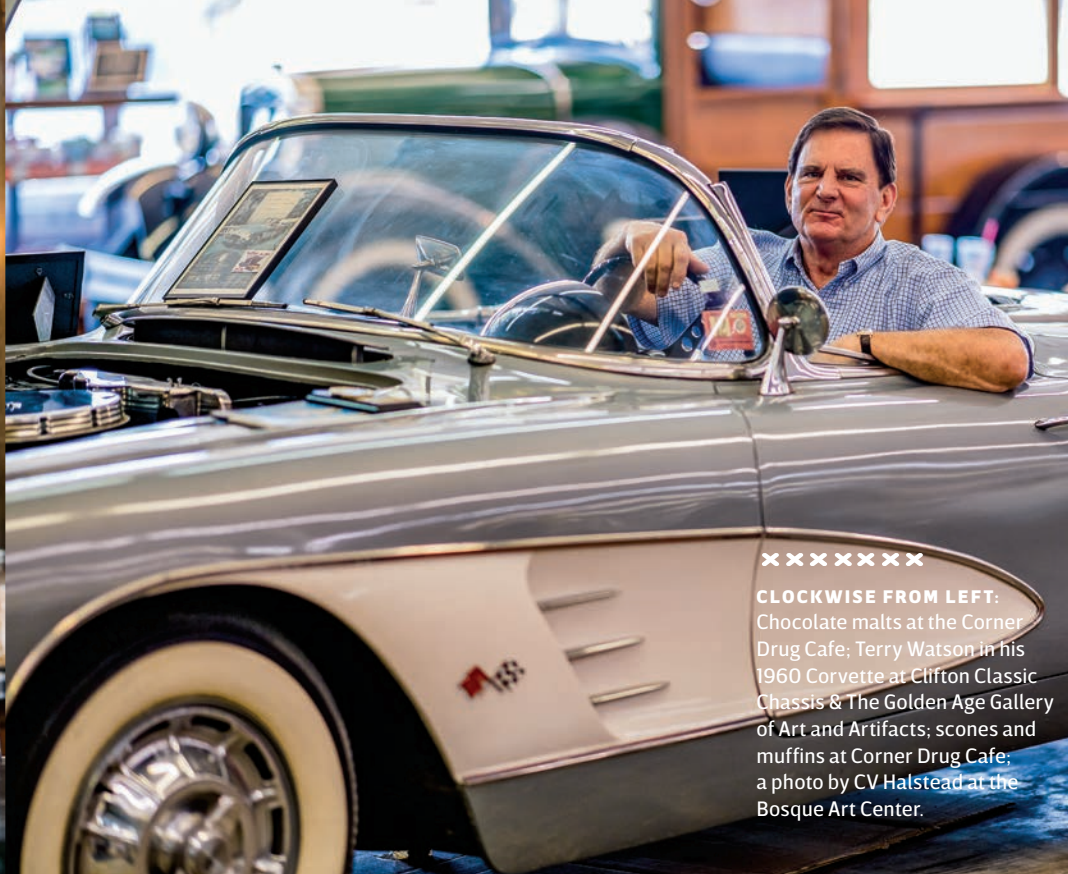 ×××××××
CLOCKWISE FROM LEFT:
Chocolate malts at the Corner
Drug Cafe; Terry Watson in his
1960 Corvette at Clifton Classic
Chassis & The Golden Age Gallery
of Art and Artifacts; scones and
muffins at Corner Drug Cafe;
a photo by CV Halstead at the
Bosque Art Center.